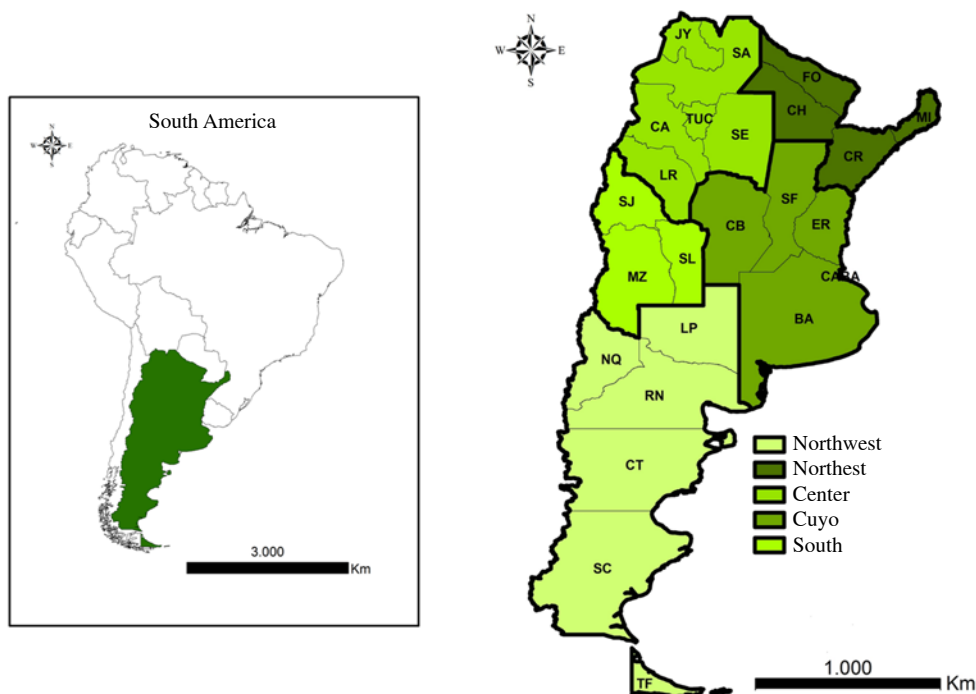 South America
N
W E
S
3.000
Km
N
W E
S
JY
SA
FO
CH
MI
TUC
CA
SE
CR
LR
SJ
SF
CB
ER
SL
MZ
CABA
BA
LP
NQ
RN
CT
SC
TF
Northwest
Northest
Center
Cuyo
South
1.000
Km